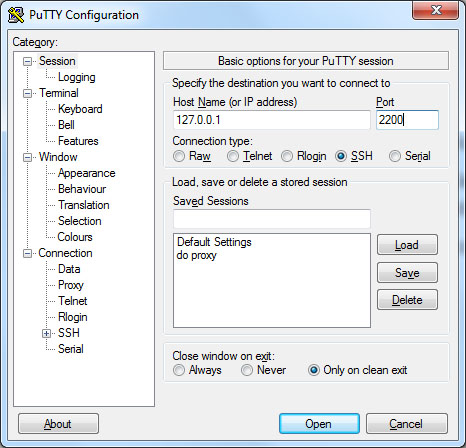 PuTTY Configuration
Category:
Session
Logging
Terminal
Keyboard
Bell
Features
Window
Appearance
Behaviour
Translation
Selection
Colours
Connection
Data
Proxy
Telnet
Rlogin
SSH
Serial
Basic options for your PuTTY session
Specify the destination you want to connect to
Host Name (or IP address) Port
127.0.0.1 2200
Connection type:
Raw Telnet Rlogin SSH Serial
Load, save or delete a stored session
Saved Sessions
Default Settings
do proxy
Load
Save
Delete
Close window on exit:
Always Never Only on clean exit
About Open Cancel